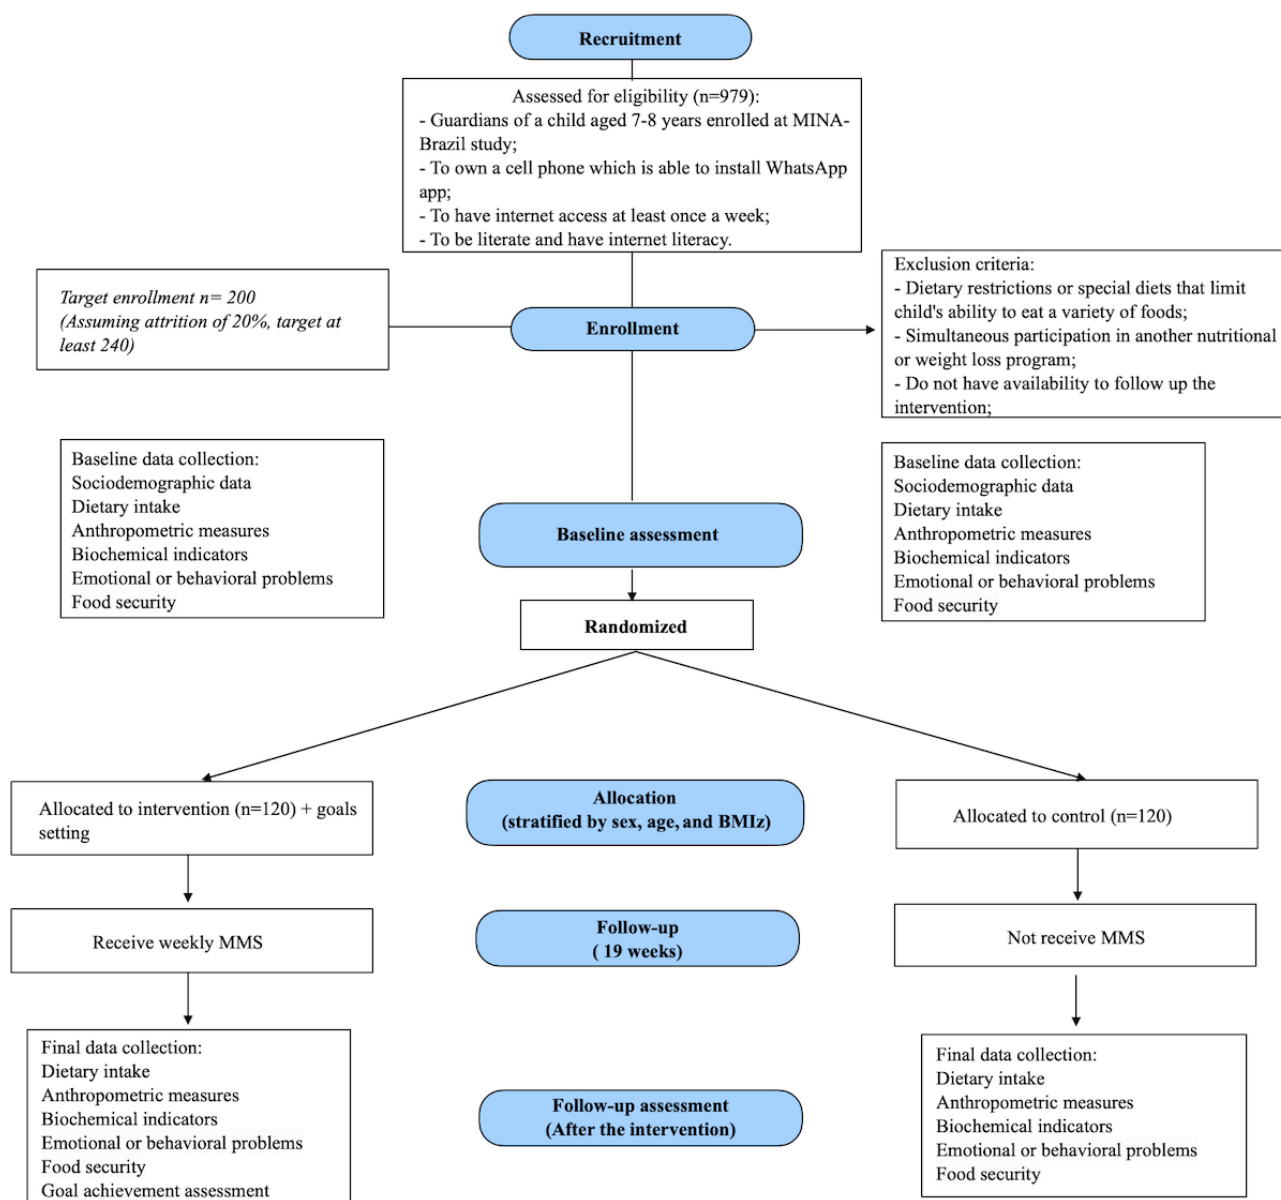 Recruitment
Assessed for eligibility (n=979):
- Guardians of a child aged 7-8 years enrolled at MINA-
Brazil study;
- To own a cell phone which is able to install WhatsApp
app;
- To have internet access at least once a week;
- To be literate and have internet literacy.
Target enrollment n= 200
(Assuming attrition of 20%, target at
least 240)
Enrollment
Exclusion criteria:
- Dietary restrictions or special diets that limit
child's ability to eat a variety of foods;
- Simultaneous participation in another nutritional
or weight loss program;
- Do not have availability to follow up the
intervention;
Baseline data collection:
Sociodemographic data
Dietary intake
Anthropometric measures
Biochemical indicators
Emotional or behavioral problems
Food security
Baseline assessment
Baseline data collection:
Sociodemographic data
Dietary intake
Anthropometric measures
Biochemical indicators
Emotional or behavioral problems
Food security
Randomized
Allocated to intervention (n=120) + goals
setting
Allocation
(stratified by sex, age, and BMIz)
Allocated to control (n=120)
Receive weekly MMS
Follow-up
( 19 weeks)
Not receive MMS
Final data collection:
Dietary intake
Anthropometric measures
Biochemical indicators
Emotional or behavioral problems
Food security
Goal achievement assessment
Follow-up assessment
(After the intervention)
Final data collection:
Dietary intake
Anthropometric measures
Biochemical indicators
Emotional or behavioral problems
Food security